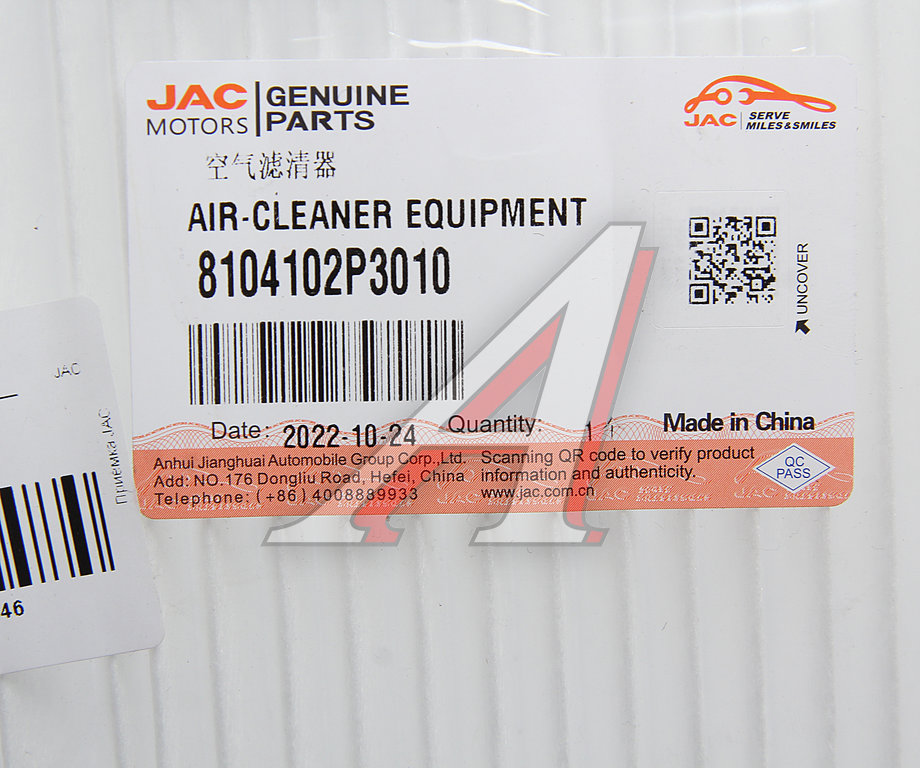 JAC MOTORS GENUINE PARTS
JAC SERVE MILES&SMILES
空气滤清器
AIR-CLEANER EQUIPMENT
8104102P3010
UNCOVER
Date: 2022-10-24 Quantity: 1
Made in China
Anhui Jianghuai Automobile Group Corp.,Ltd.
Add: NO.176 Dongliu Road, Hefei, China
Telephone: (+86) 4008889933
Scanning QR code to verify product
information and authenticity.
www.jac.com.cn
QC
PASS
JAC
Приемка JAC
46